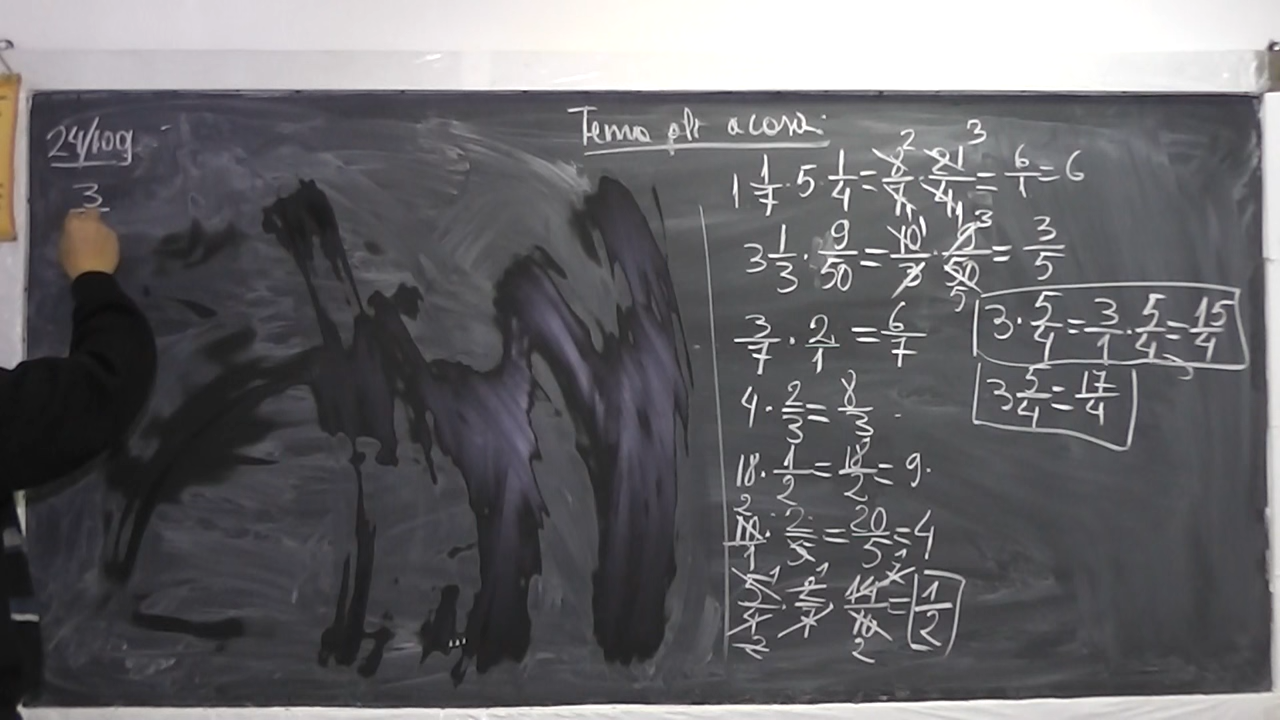 24/109
3
Tema pt acasă:
1 1/7 · 5 1/4 = 8/7 · 21/4 = 6/1 = 6
3 1/3 · 9/50 = 10/3 · 9/50 = 3/5
3 · 5/4 = 3/1 · 5/4 = 15/4
3/7 · 2/1 = 6/7
3 5/4 = 17/4
4 · 2/3 = 8/3
18 · 1/2 = 18/2 = 9
10/1 · 2/5 = 20/5 = 4
5/4 · 2/7 · 14/10 = 1/2